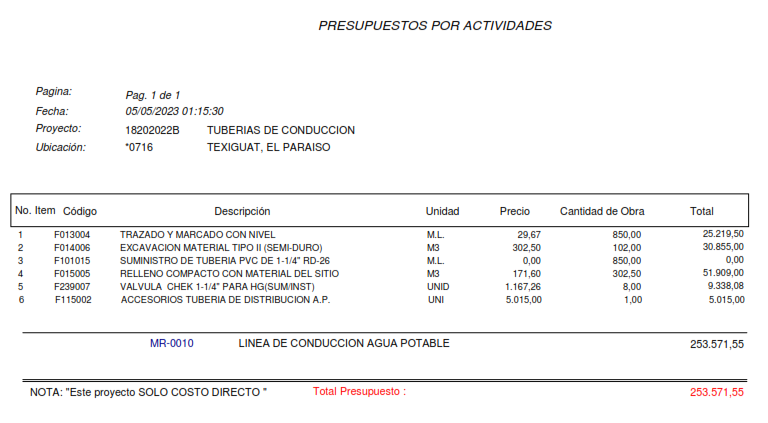 PRESUPUESTOS POR ACTIVIDADES
Pagina: Pag. 1 de 1
Fecha: 05/05/2023 01:15:30
Proyecto: 18202022B TUBERIAS DE CONDUCCION
Ubicación: *0716 TEXIGUAT, EL PARAISO
No. Item Código Descripción Unidad Precio Cantidad de Obra Total
1 F013004 TRAZADO Y MARCADO CON NIVEL M.L. 29,67 850,00 25.219,50
2 F014006 EXCAVACION MATERIAL TIPO II (SEMI-DURO) M3 302,50 102,00 30.855,00
3 F101015 SUMINISTRO DE TUBERIA PVC DE 1-1/4" RD-26 M.L. 0,00 850,00 0,00
4 F015005 RELLENO COMPACTO CON MATERIAL DEL SITIO M3 171,60 302,50 51.909,00
5 F239007 VALVULA CHEK 1-1/4" PARA HG(SUM/INST) UNID 1.167,26 8,00 9.338,08
6 F115002 ACCESORIOS TUBERIA DE DISTRIBUCION A.P. UNI 5.015,00 1,00 5.015,00
MR-0010 LINEA DE CONDUCCION AGUA POTABLE 253.571,55
NOTA: "Este proyecto SOLO COSTO DIRECTO " Total Presupuesto : 253.571,55